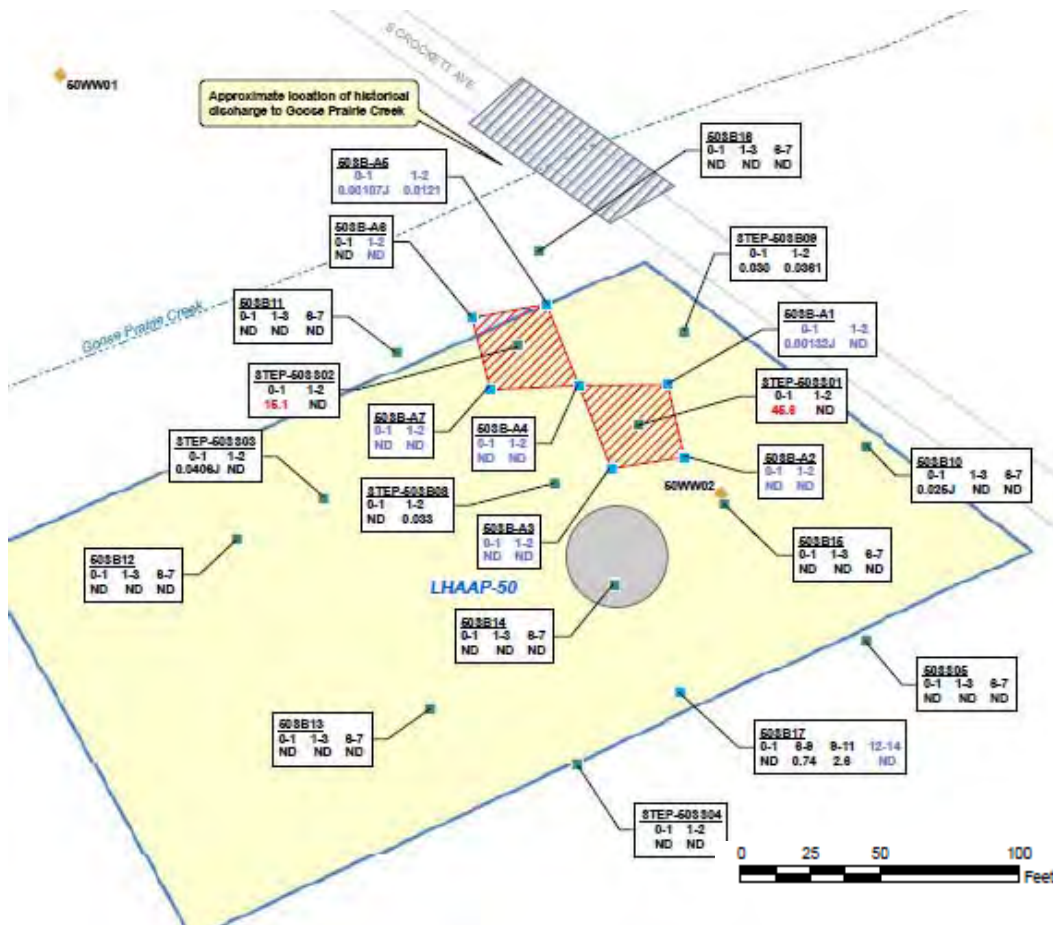 S CROCKETT AVE
50WW01
Approximate location of historical
discharge to Goose Prairie Creek
50SB16
0-1 1-3 6-7
ND ND ND
50SB-A5
0-1 1-2
0.00107J 0.0121
50SB-A6
0-1 1-2
ND ND
STEP-50SB09
0-1 1-2
0.030 0.0361
50SB11
0-1 1-3 6-7
ND ND ND
Goose Prairie Creek
50SB-A1
0-1 1-2
0.00132J ND
STEP-50SS02
0-1 1-2
15.1 ND
STEP-50SS01
0-1 1-2
45.6 ND
50SB-A7
0-1 1-2
ND ND
50SB-A4
0-1 1-2
ND ND
STEP-50SS03
0-1 1-2
0.0406J ND
50SB-A2
0-1 1-2
ND ND
50SB10
0-1 1-3 6-7
0.025J ND ND
STEP-50SB08
0-1 1-2
ND 0.033
50WW02
50SB-A3
0-1 1-2
ND ND
50SB15
0-1 1-3 6-7
ND ND ND
50SB12
0-1 1-3 6-7
ND ND ND
LHAAP-50
50SB14
0-1 1-3 6-7
ND ND ND
50SS05
0-1 1-3 6-7
ND ND ND
50SB13
0-1 1-3 6-7
ND ND ND
50SB17
0-1 6-9 9-11 12-14
ND 0.74 2.6 ND
STEP-50SS04
0-1 1-2
ND ND
0 25 50 100
Feet